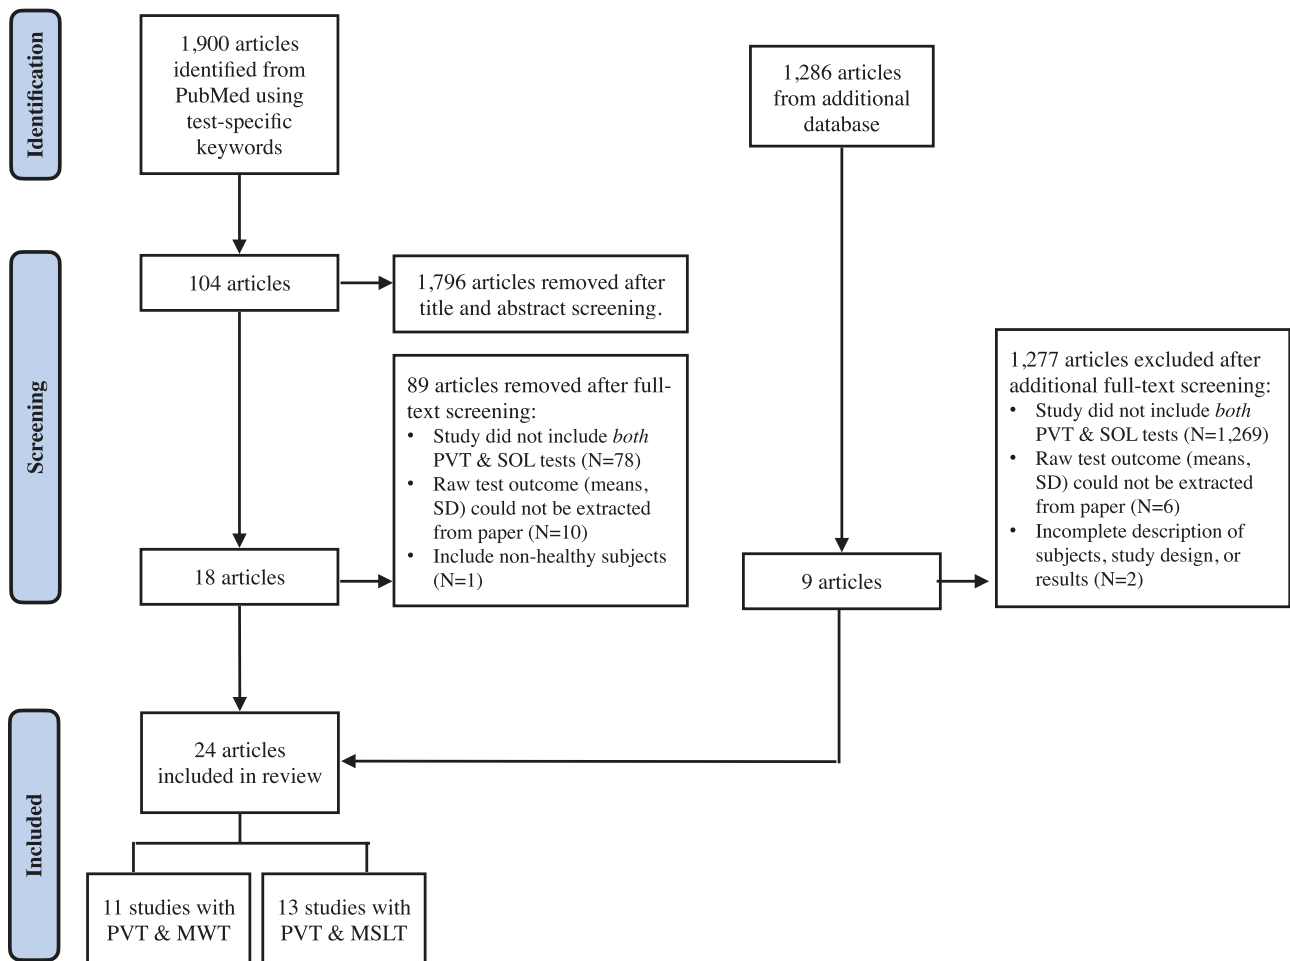 Identification
1,900 articles
identified from
PubMed using
test-specific
keywords
1,286 articles
from additional
database
Screening
104 articles
1,796 articles removed after
title and abstract screening.
89 articles removed after full-
text screening:
• Study did not include both
PVT & SOL tests (N=78)
• Raw test outcome (means,
SD) could not be extracted
from paper (N=10)
• Include non-healthy subjects
(N=1)
18 articles
1,277 articles excluded after
additional full-text screening:
• Study did not include both
PVT & SOL tests (N=1,269)
• Raw test outcome (means,
SD) could not be extracted
from paper (N=6)
• Incomplete description of
subjects, study design, or
results (N=2)
9 articles
Included
24 articles
included in review
11 studies with
PVT & MWT
13 studies with
PVT & MSLT